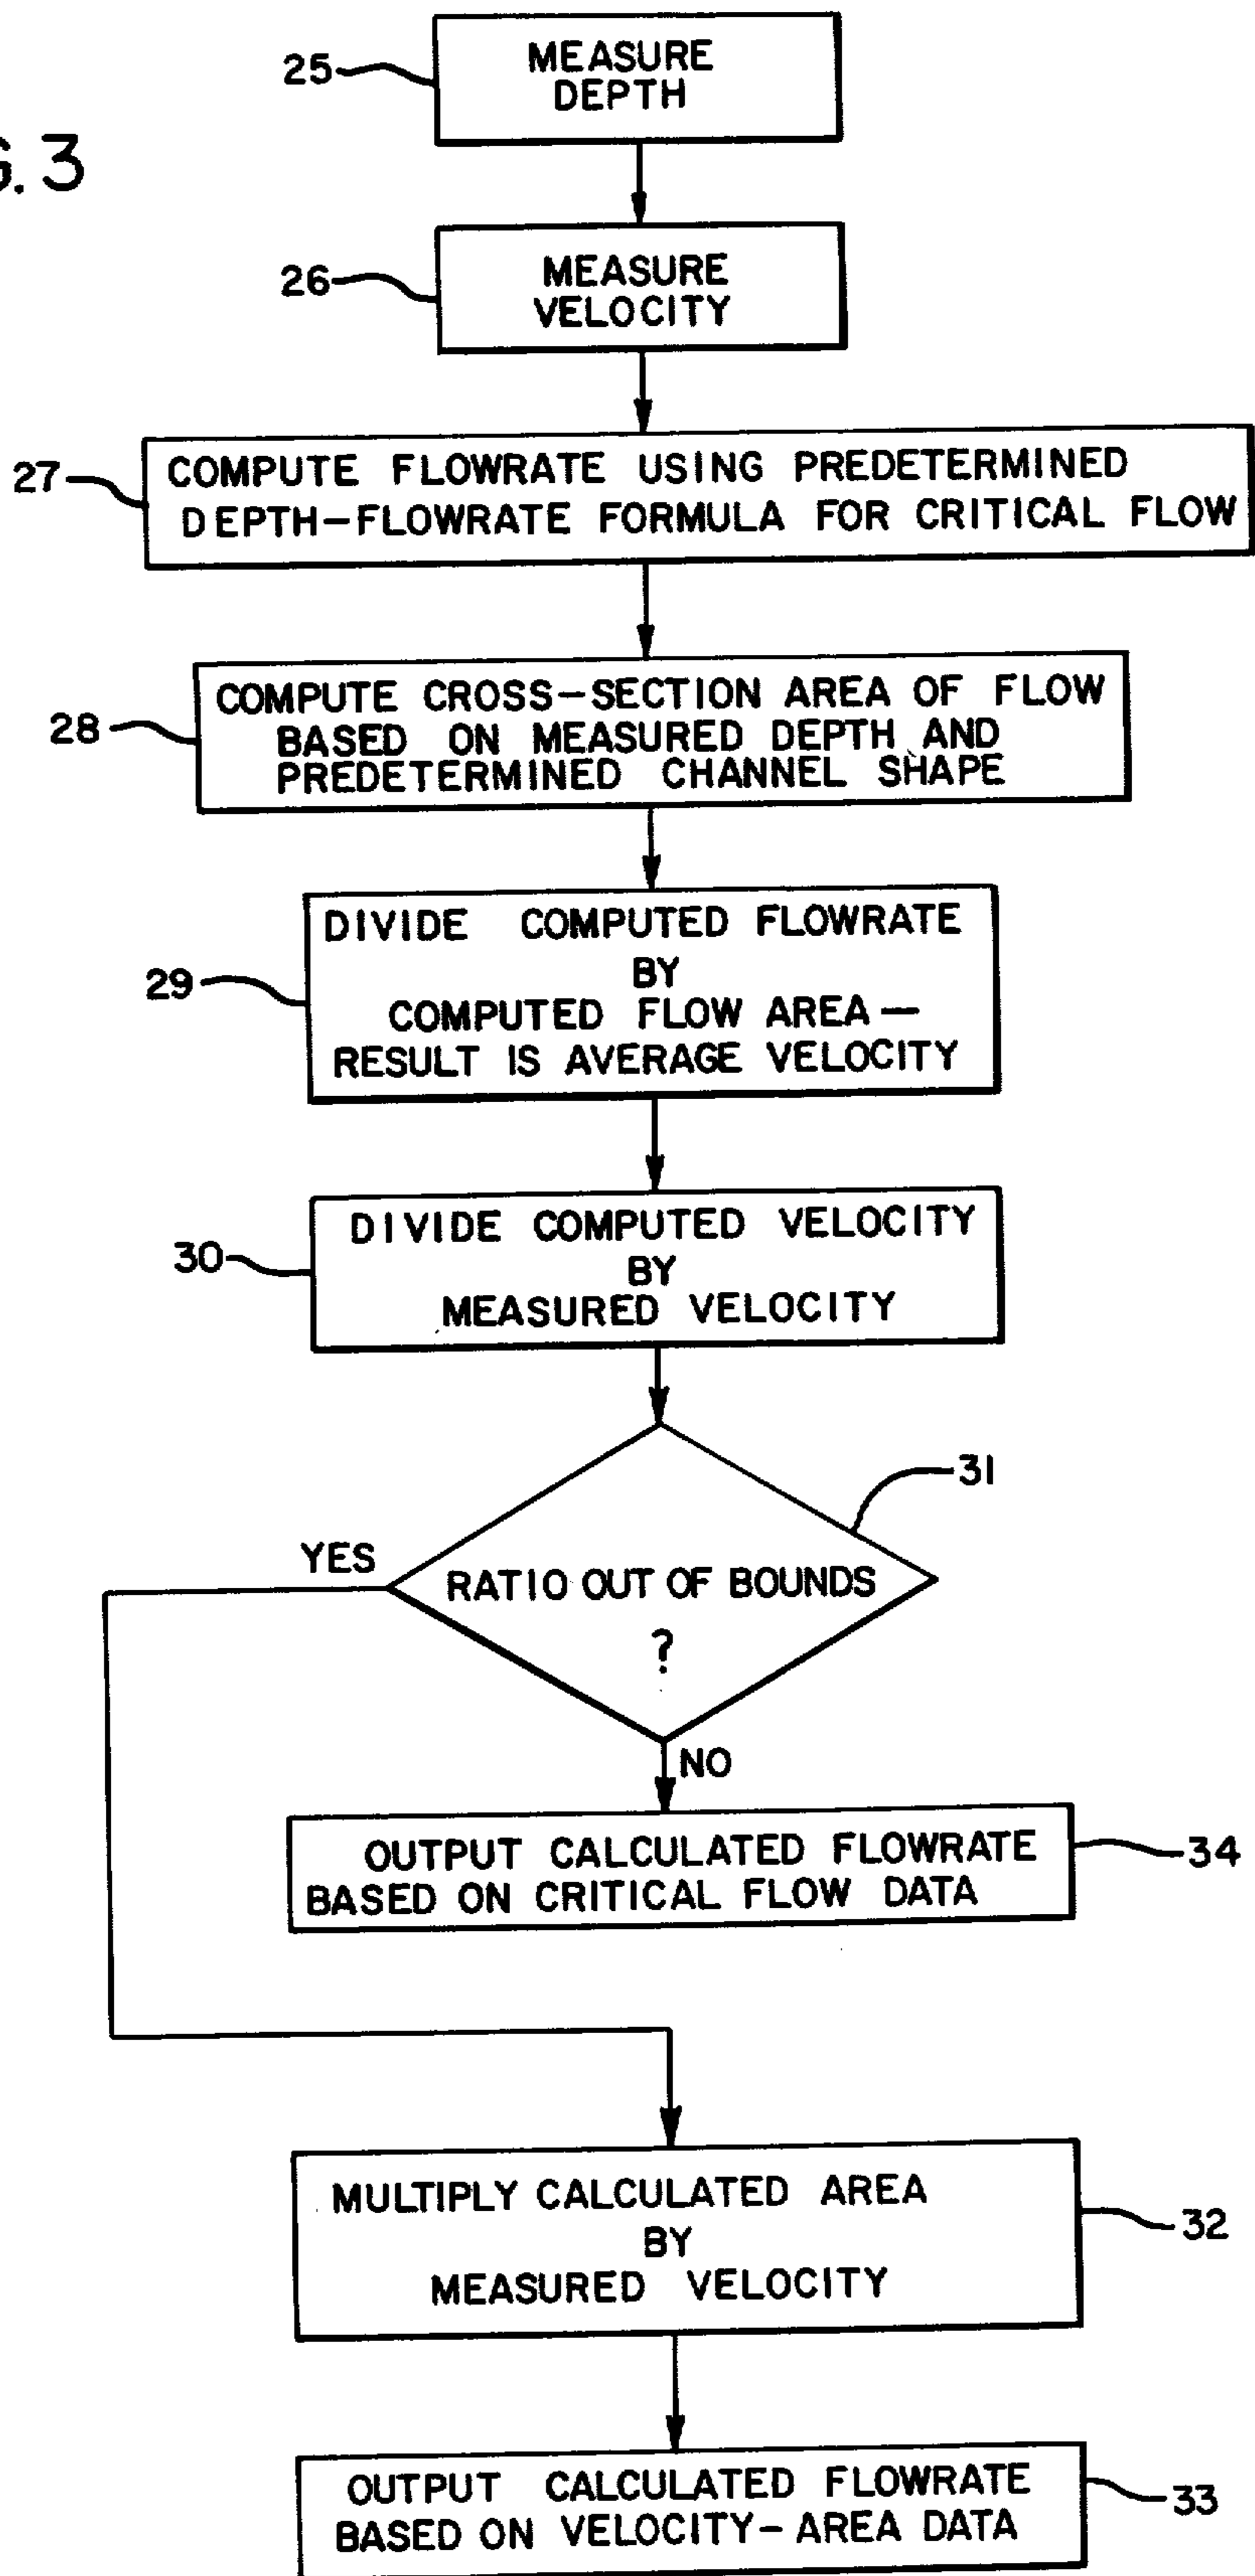 25
MEASURE
DEPTH
G. 3
26
MEASURE
VELOCITY
27
COMPUTE FLOWRATE USING PREDETERMINED
DEPTH-FLOWRATE FORMULA FOR CRITICAL FLOW
28
COMPUTE CROSS-SECTION AREA OF FLOW
BASED ON MEASURED DEPTH AND
PREDETERMINED CHANNEL SHAPE
29
DIVIDE COMPUTED FLOWRATE
BY
COMPUTED FLOW AREA —
RESULT IS AVERAGE VELOCITY
30
DIVIDE COMPUTED VELOCITY
BY
MEASURED VELOCITY
31
YES
RATIO OUT OF BOUNDS
?
NO
OUTPUT CALCULATED FLOWRATE
BASED ON CRITICAL FLOW DATA
34
MULTIPLY CALCULATED AREA
BY
MEASURED VELOCITY
32
OUTPUT CALCULATED FLOWRATE
BASED ON VELOCITY-AREA DATA
33